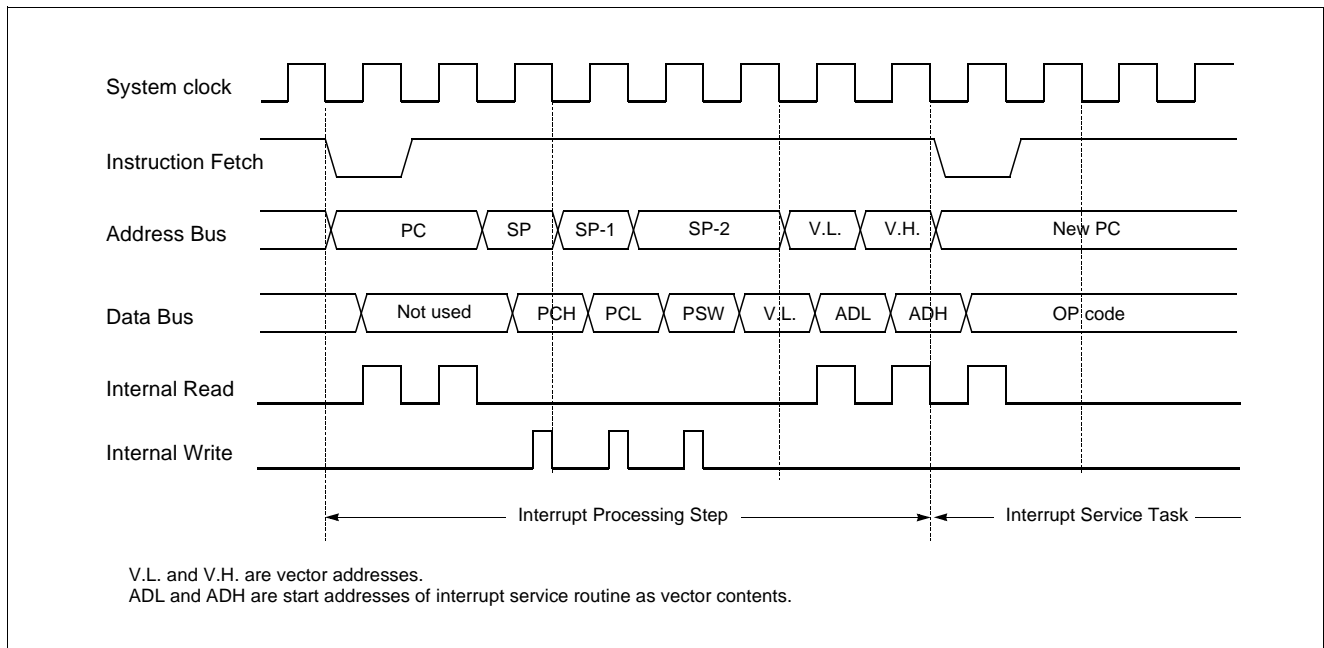 System clock
Instruction Fetch
Address Bus
PC
SP
SP-1
SP-2
V.L.
V.H.
New PC
Data Bus
Not used
PCH
PCL
PSW
V.L.
ADL
ADH
OP code
Internal Read
Internal Write
Interrupt Processing Step
Interrupt Service Task
V.L. and V.H. are vector addresses.
ADL and ADH are start addresses of interrupt service routine as vector contents.